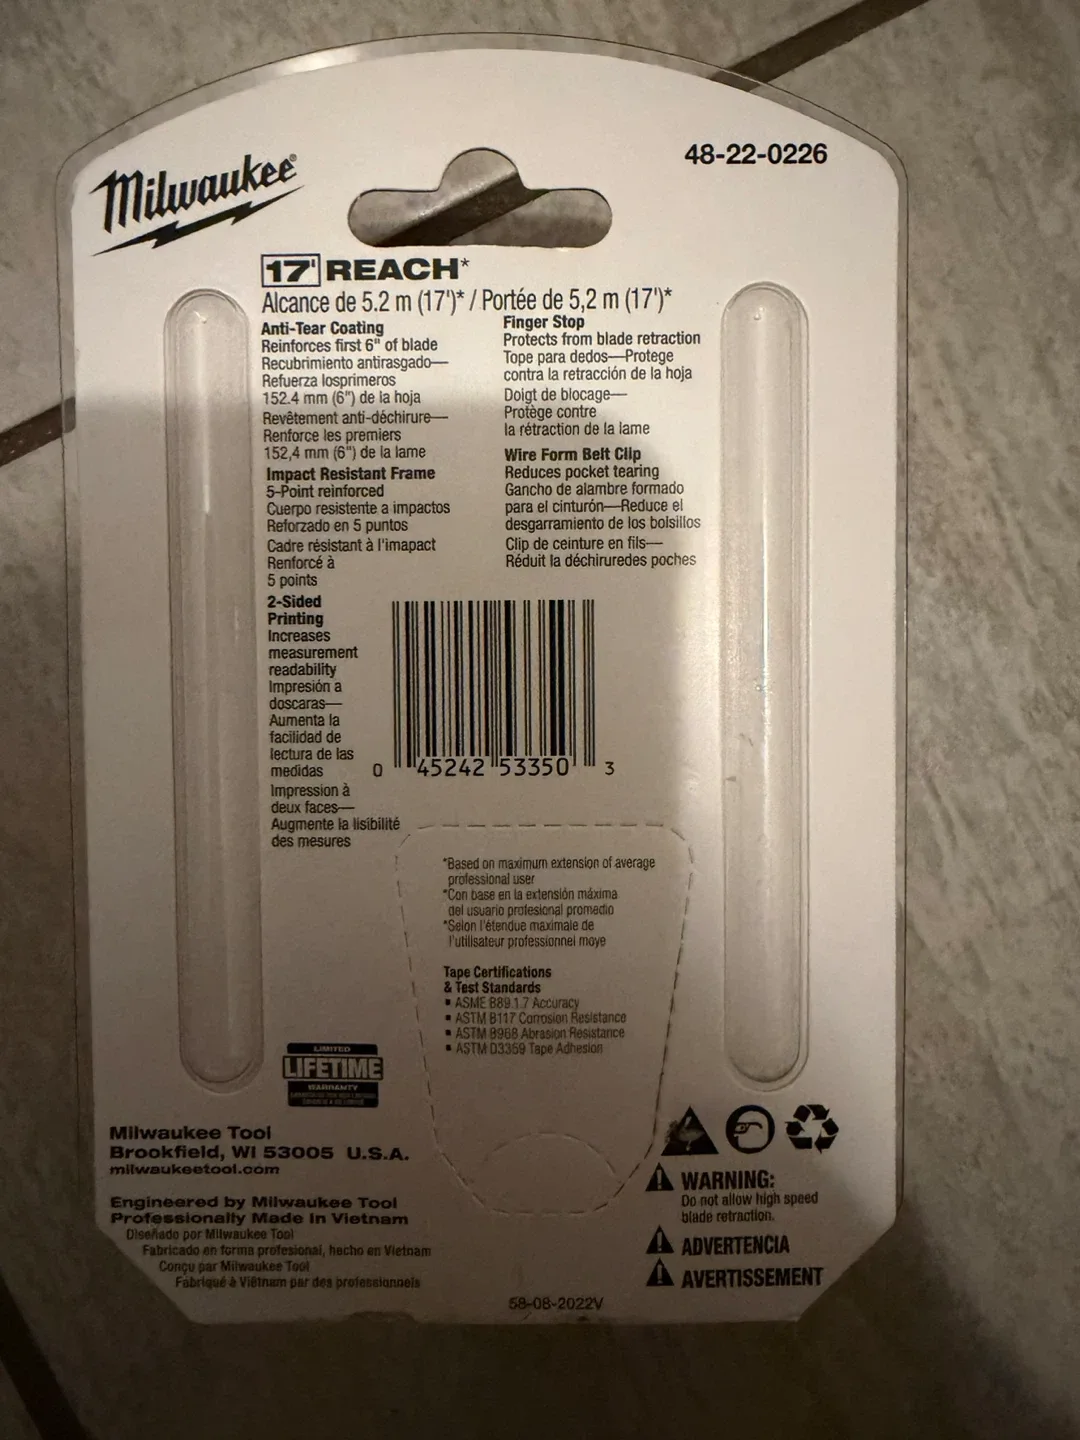 Milwaukee®
48-22-0226
17' REACH*
Alcance de 5.2 m (17')* / Portée de 5,2 m (17')*
Anti-Tear Coating
Reinforces first 6" of blade
Recubrimiento antirasgado—
Refuerza losprimeros
152.4 mm (6") de la hoja
Revêtement anti-déchirure—
Renforce les premiers
152,4 mm (6") de la lame
Impact Resistant Frame
5-Point reinforced
Cuerpo resistente a impactos
Reforzado en 5 puntos
Cadre résistant à l'imapact
Renforcé à
5 points
2-Sided
Printing
Increases
measurement
readability
Impresión a
doscaras—
Aumenta la
facilidad de
lectura de las
medidas
Impression à
deux faces—
Augmente la lisibilité
des mesures
Finger Stop
Protects from blade retraction
Tope para dedos—Protege
contra la retracción de la hoja
Doigt de blocage—
Protège contre
la rétraction de la lame
Wire Form Belt Clip
Reduces pocket tearing
Gancho de alambre formado
para el cinturón—Reduce el
desgarramiento de los bolsillos
Clip de ceinture en fils—
Réduit la déchiruredes poches
0 45242 53350 3
*Based on maximum extension of average
professional user
*Con base en la extensión máxima
del usuario profesional promedio
*Selon l'étendue maximale de
l'utilisateur professionnel moye
Tape Certifications
& Test Standards
▪ ASME B89.1.7 Accuracy
▪ ASTM B117 Corrosion Resistance
▪ ASTM 8968 Abrasion Resistance
▪ ASTM D3359 Tape Adhesion
LIMITED
LIFETIME
WARRANTY
Milwaukee Tool
Brookfield, WI 53005 U.S.A.
milwaukeetool.com
Engineered by Milwaukee Tool
Professionally Made in Vietnam
Diseñado por Milwaukee Tool
Fabricado en forma profesional, hecho en Vietnam
Conçu par Milwaukee Tool
Fabriqué à Viêtnam par des professionnels
WARNING:
Do not allow high speed
blade retraction.
ADVERTENCIA
AVERTISSEMENT
58-08-2022V